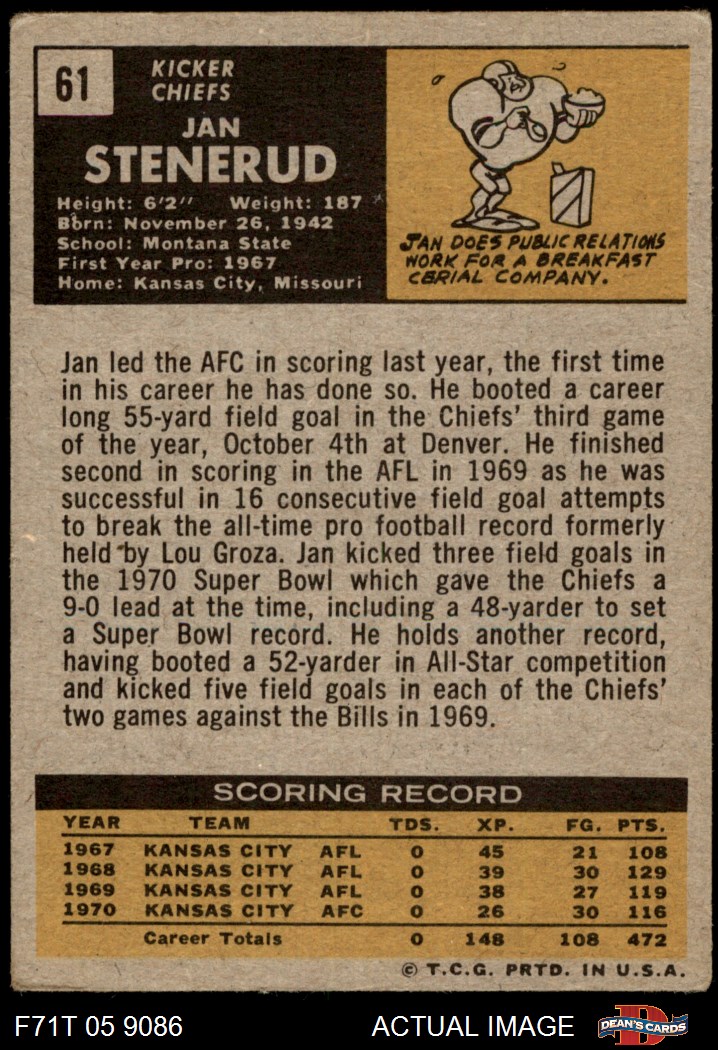 61
KICKER
CHIEFS
JAN
STENERUD
Height: 6'2'' Weight: 187
Born: November 26, 1942
School: Montana State
First Year Pro: 1967
Home: Kansas City, Missouri
JAN DOES PUBLIC RELATIONS
WORK FOR A BREAKFAST
CERIAL COMPANY.
Jan led the AFC in scoring last year, the first time
in his career he has done so. He booted a career
long 55-yard field goal in the Chiefs' third game
of the year, October 4th at Denver. He finished
second in scoring in the AFL in 1969 as he was
successful in 16 consecutive field goal attempts
to break the all-time pro football record formerly
held by Lou Groza. Jan kicked three field goals in
the 1970 Super Bowl which gave the Chiefs a
9-0 lead at the time, including a 48-yarder to set
a Super Bowl record. He holds another record,
having booted a 52-yarder in All-Star competition
and kicked five field goals in each of the Chiefs'
two games against the Bills in 1969.
SCORING RECORD
YEAR TEAM TDS. XP. FG. PTS.
1967 KANSAS CITY AFL 0 45 21 108
1968 KANSAS CITY AFL 0 39 30 129
1969 KANSAS CITY AFL 0 38 27 119
1970 KANSAS CITY AFC 0 26 30 116
Career Totals 0 148 108 472
© T.C.G. PRTD. IN U.S.A.
F71T 05 9086 ACTUAL IMAGE D DEAN'S CARDS